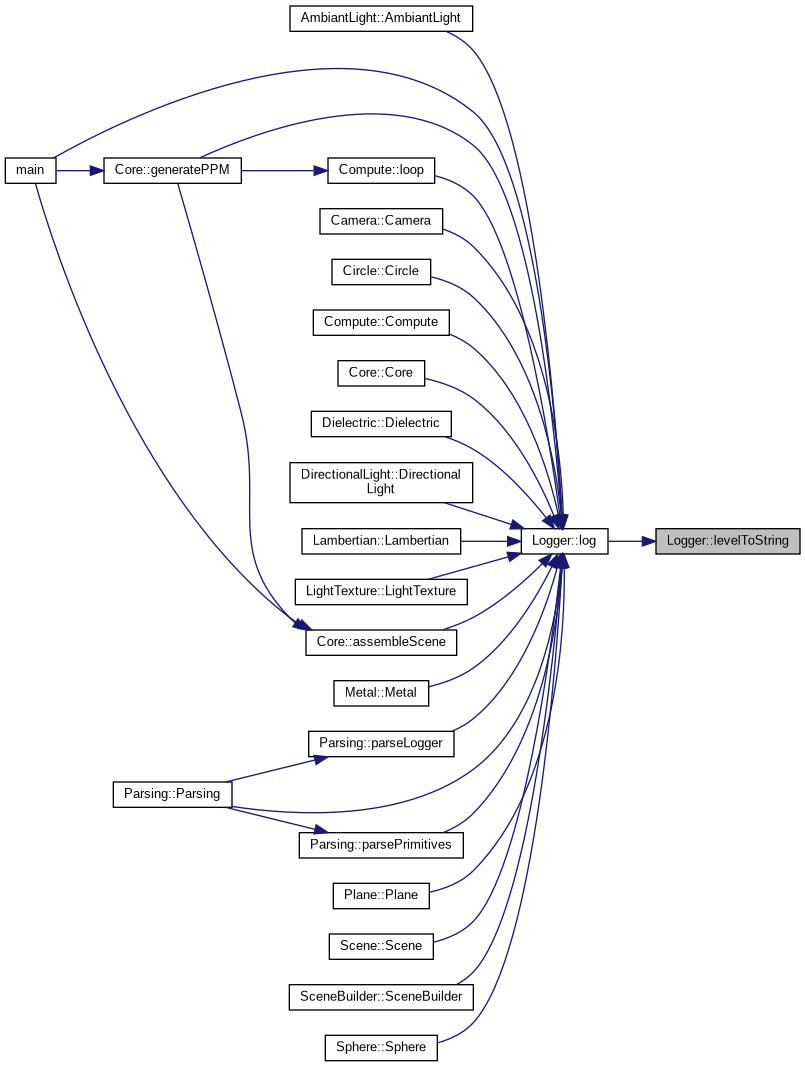 AmbiantLight::AmbiantLight
main
Core::generatePPM
Compute::loop
Camera::Camera
Circle::Circle
Compute::Compute
Core::Core
Dielectric::Dielectric
DirectionalLight::Directional
Light
Lambertian::Lambertian
Logger::log
Logger::levelToString
LightTexture::LightTexture
Core::assembleScene
Metal::Metal
Parsing::parseLogger
Parsing::Parsing
Parsing::parsePrimitives
Plane::Plane
Scene::Scene
SceneBuilder::SceneBuilder
Sphere::Sphere